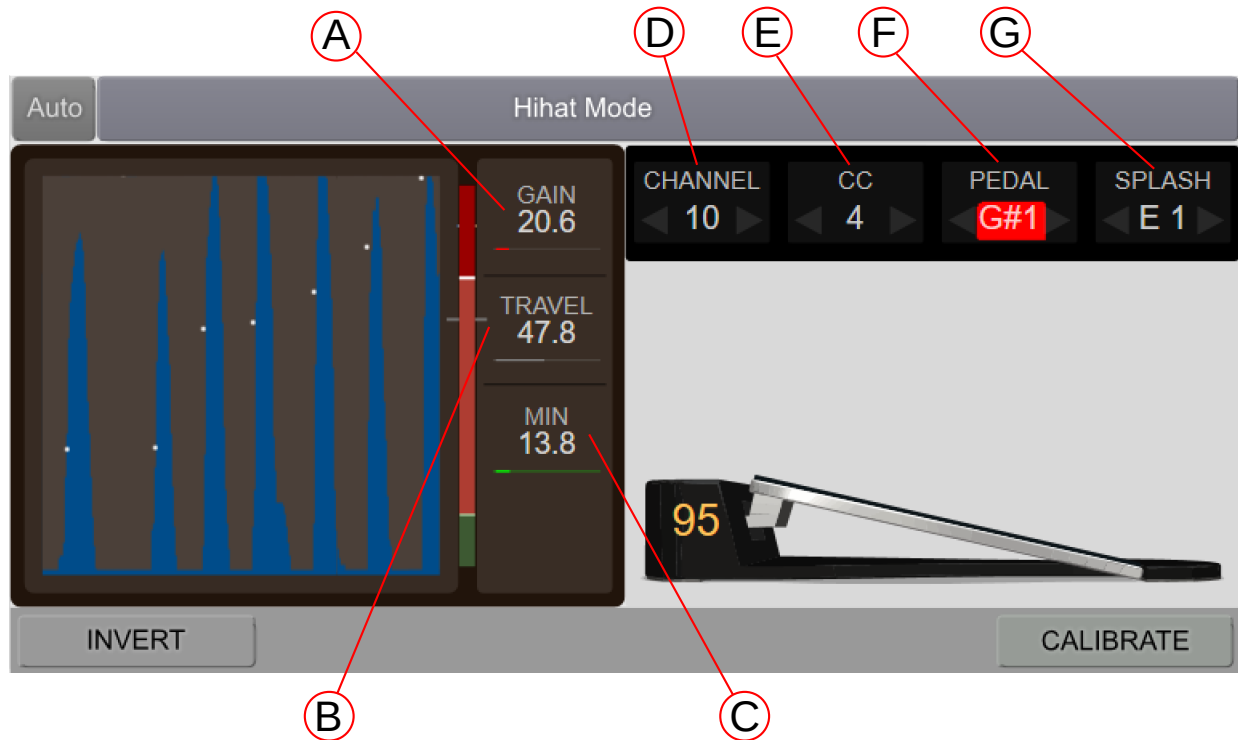 A
D
E
F
G
Auto
Hihat Mode
GAIN
20.6
TRAVEL
47.8
MIN
13.8
CHANNEL
10
CC
4
PEDAL
G#1
SPLASH
E 1
95
INVERT
CALIBRATE
B
C